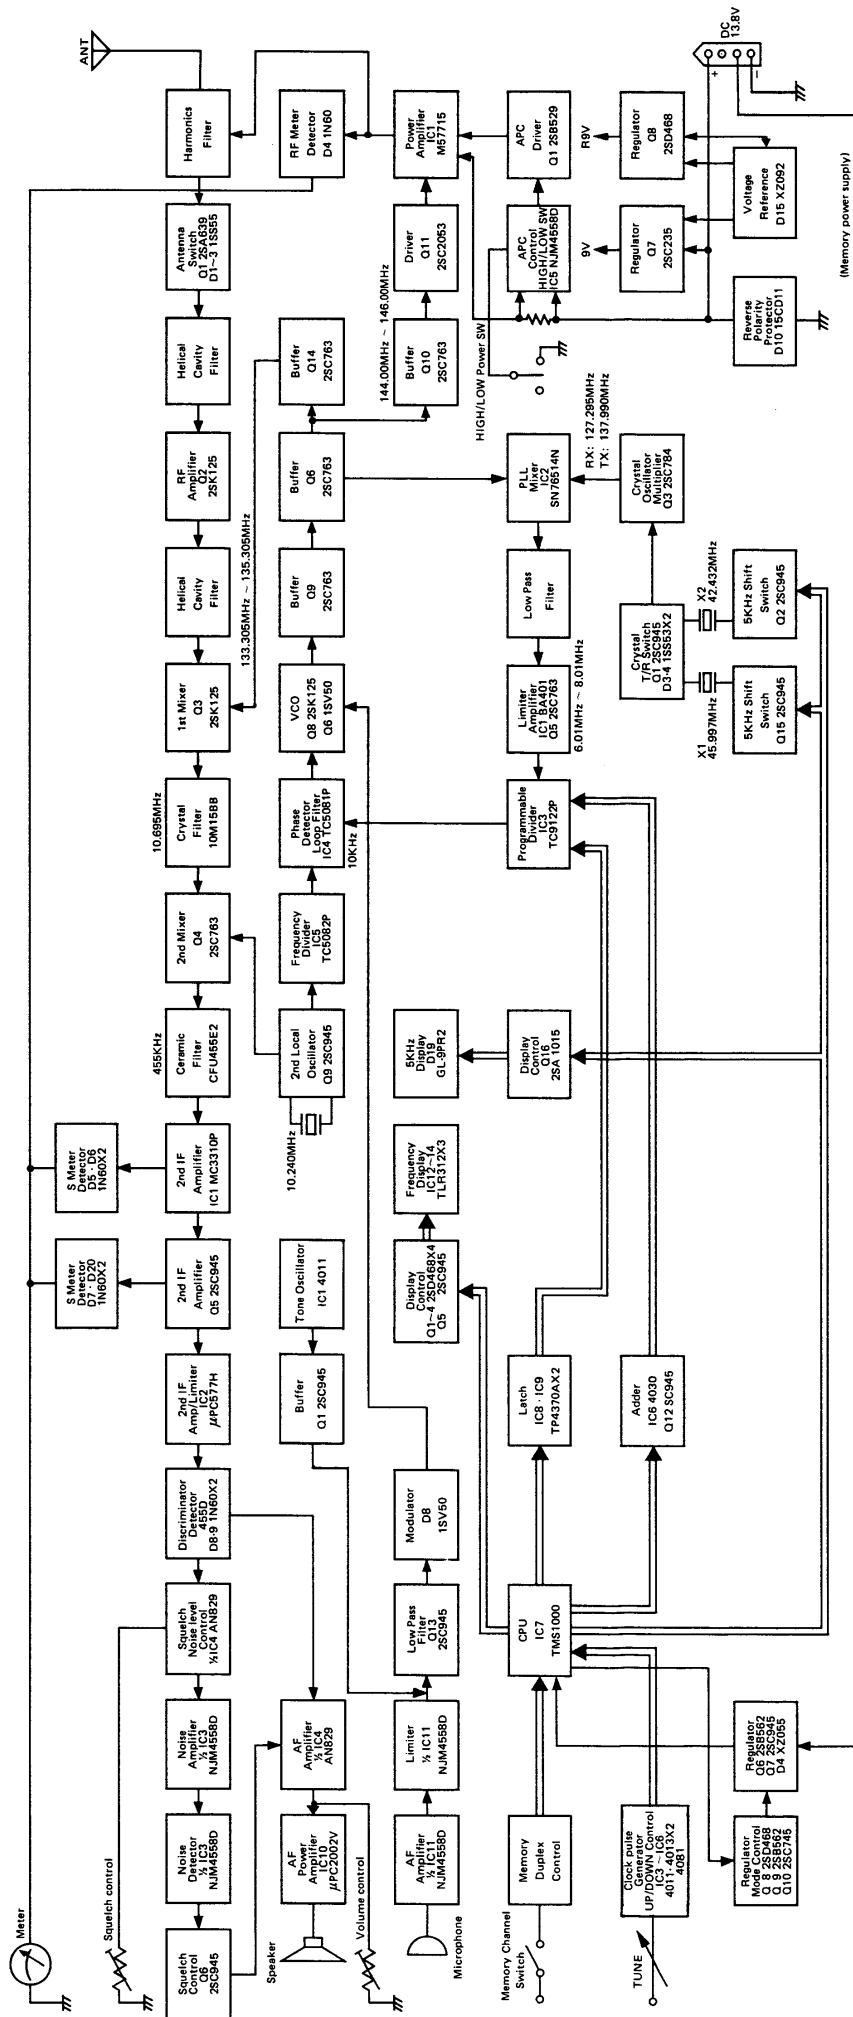 Meter
Squelch control
Squelch
Control
Q6
2SC945
Noise
Detector
½ IC3
NJM4558D
Noise
Amplifier
½ IC3
NJM4558D
Squelch
Noise level
Control
½IC4 AN829
Discriminator
Detector
455D
D8·9 1N60X2
2nd IF
Amp/Limiter
IC2
μPC577H
2nd IF
Amplifier
Q5 2SC945
S Meter
Detector
D7 · D20
1N60X2
2nd IF
Amplifier
IC1 MC3310P
S Meter
Detector
D5 · D6
1N60X2
455KHz
Ceramic
Filter
CFU455E2
2nd Mixer
Q4
2SC763
10.695MHz
Crystal
Filter
10M15BB
1st Mixer
Q3
2SK125
Helical
Cavity
Filter
RF
Amplifier
Q2
2SK125
Helical
Cavity
Filter
Antenna
Switch
Q1 2SA639
D1~3 1SS55
Harmonics
Filter
ANT
Speaker
AF
Power
Amplifier
IC10
μPC2002V
Volume control
AF
Amplifier
½ IC4
AN829
Buffer
Q1 2SC945
Tone Oscillator
IC1 4011
10.240MHz
2nd Local
Oscillator
Q9 2SC945
Frequency
Divider
IC5
TC5082P
Phase
Detector
Loop Filter
IC4 TC5081P
10KHz
VCO
Q8 2SK125
Q6 1SV50
Buffer
Q9
2SC763
Buffer
Q6
2SC763
133.305MHz ~ 135.305MHz
Buffer
Q14
2SC763
RF Meter
Detector
D4 1N60
Microphone
AF
Amplifier
½ IC11
NJM4558D
Limiter
½ IC11
NJM4558D
Low Pass
Filter
Q13
2SC945
Modulator
D8
1SV50
Display
Control
Q1~4 2SD468X4
Q5 2SC945
Frequency
Display
IC12~14
TLR312X3
5KHz
Display
D19
GL-9PR2
144.00MHz ~ 146.00MHz
Buffer
Q10
2SC763
Driver
Q11
2SC2053
Power
Amplifier
IC1
M57715
Memory Channel
Switch
Memory
Duplex
Control
CPU
IC7
TMS1000
Latch
IC8 · IC9
TP4370AX2
Display
Control
Q16
2SA 1015
Programmable
Divider
IC3
TC9122P
Limiter
Amplifier
IC1 BA401
Q5 2SC763
6.01MHz ~ 8.01MHz
Low Pass
Filter
PLL
Mixer
IC2
SN76514N
HIGH/LOW Power SW
APC
Control
HIGH/LOW SW
IC5 NJM4558D
APC
Driver
Q1 2SB529
TUNE
Clock pulse
Generator
UP/DOWN Control
IC3 ~ IC6
4011·4013X2
4081
Adder
IC6 4030
Q12 SC945
Crystal
T/R Switch
Q1 2SC945
D3·4 1SS53X2
Crystal
Oscillator
Multiplier
Q3 2SC784
RX: 127.295MHz
TX: 137.990MHz
9V
Regulator
Q7
2SC235
R9V
Regulator
Q8
2SD468
Regulator
Mode Control
Q 8 2SD468
Q 9 2SB562
Q10 2SC745
Regulator
Q6 2SB562
Q7 2SC945
D4 XZ055
X1
45.997MHz
5KHz Shift
Switch
Q15 2SC945
X2
42.432MHz
5KHz Shift
Switch
Q2 2SC945
Reverse
Polarity
Protector
D10 15CD11
Voltage
Reference
D15 XZ092
DC
13.8V
+
−
(Memory power supply)